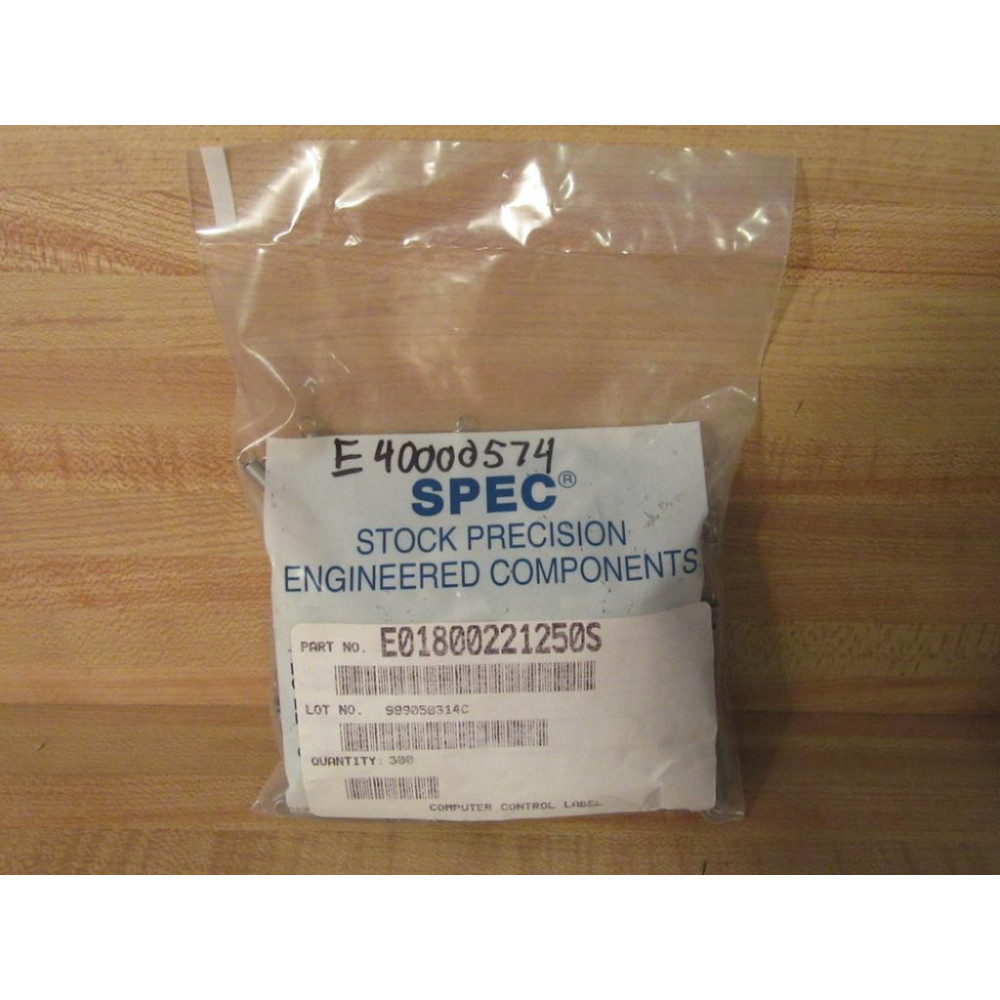 E40000574
SPEC®
STOCK PRECISION
ENGINEERED COMPONENTS
PART NO. E01800221250S
LOT NO. 999050314C
QUANTITY: 300
COMPUTER CONTROL LABEL